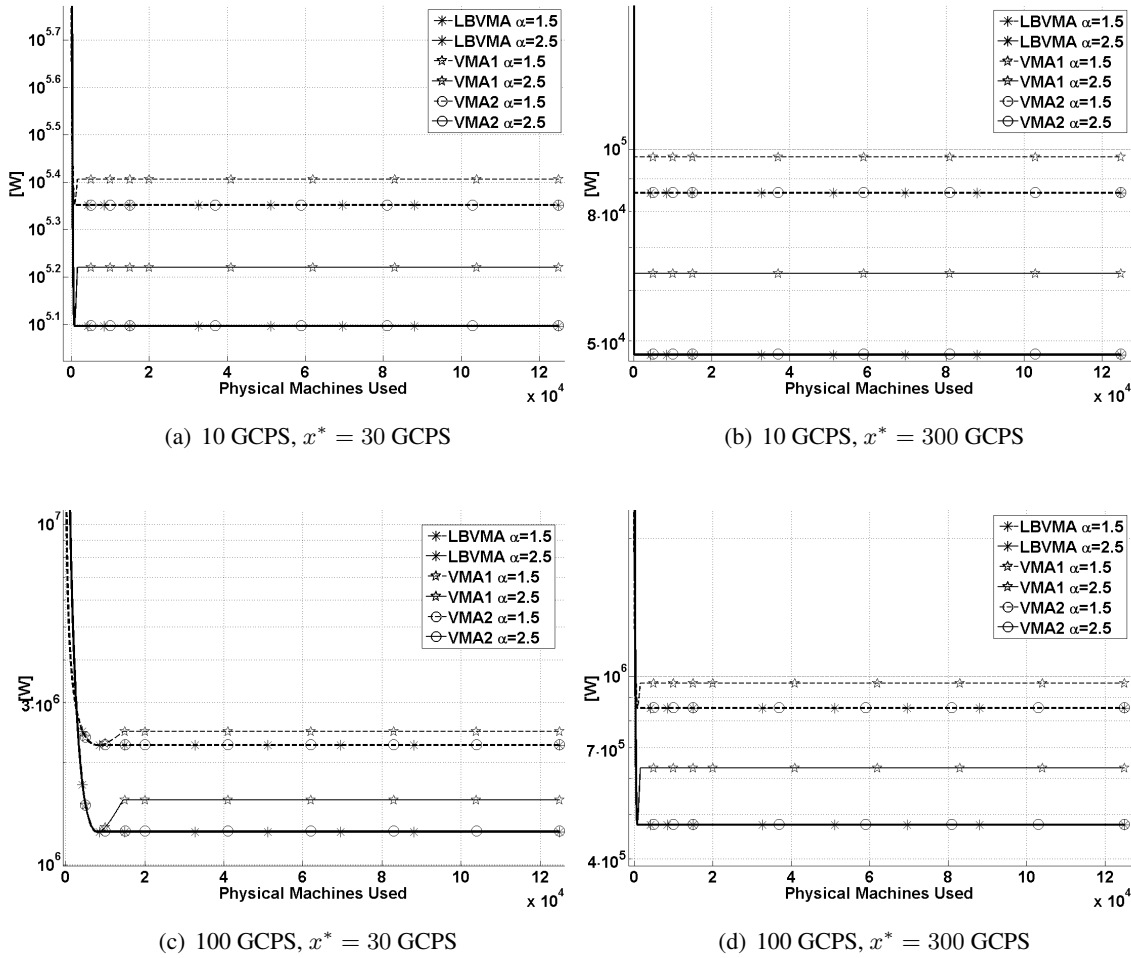 10^5.7
10^5.6
10^5.5
10^5.4
10^5.3
10^5.2
10^5.1
[W]
LBVMA α=1.5
LBVMA α=2.5
VMA1 α=1.5
VMA1 α=2.5
VMA2 α=1.5
VMA2 α=2.5
0 2 4 6 8 10 12
Physical Machines Used
x 10^4
(a) 10 GCPS, x* = 30 GCPS
10^5
8·10^4
5·10^4
[W]
LBVMA α=1.5
LBVMA α=2.5
VMA1 α=1.5
VMA1 α=2.5
VMA2 α=1.5
VMA2 α=2.5
0 2 4 6 8 10 12
Physical Machines Used
x 10^4
(b) 10 GCPS, x* = 300 GCPS
10^7
3·10^6
10^6
[W]
LBVMA α=1.5
LBVMA α=2.5
VMA1 α=1.5
VMA1 α=2.5
VMA2 α=1.5
VMA2 α=2.5
0 2 4 6 8 10 12
Physical Machines Used
x 10^4
(c) 100 GCPS, x* = 30 GCPS
10^6
7·10^5
4·10^5
[W]
LBVMA α=1.5
LBVMA α=2.5
VMA1 α=1.5
VMA1 α=2.5
VMA2 α=1.5
VMA2 α=2.5
0 2 4 6 8 10 12
Physical Machines Used
x 10^4
(d) 100 GCPS, x* = 300 GCPS